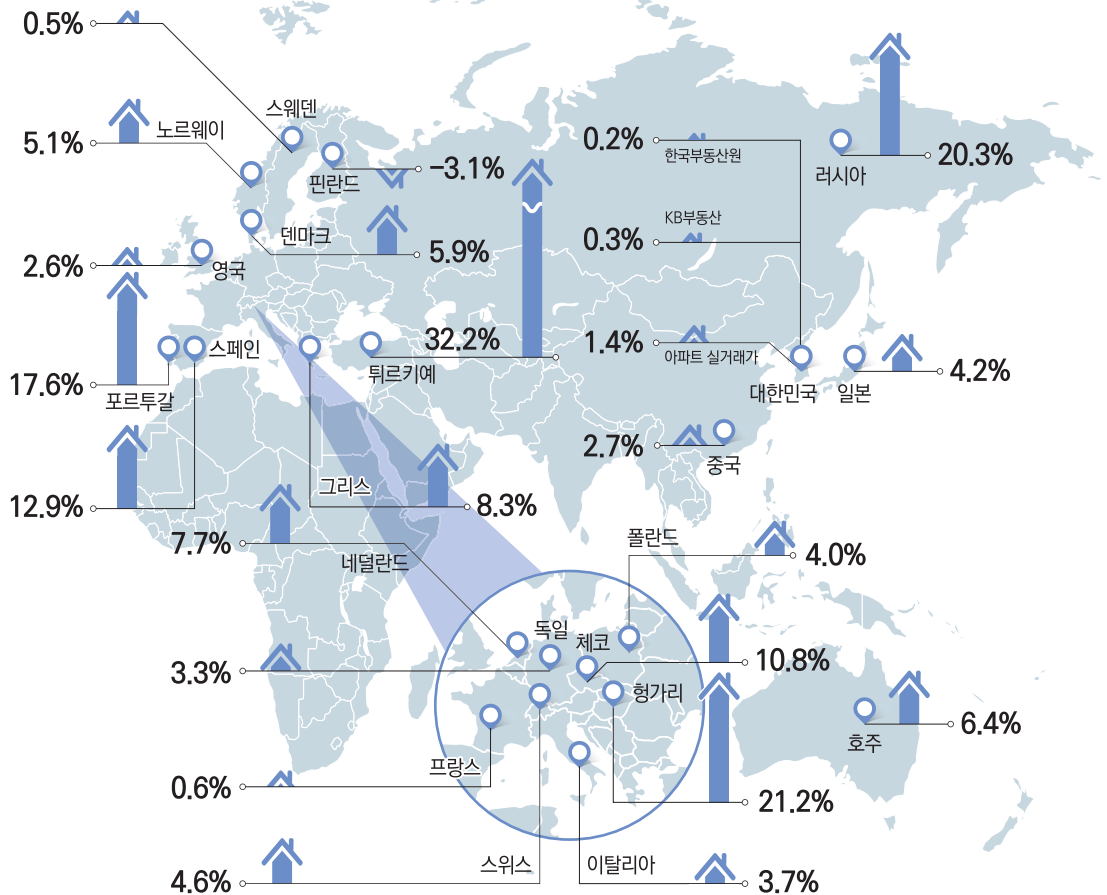 0.5%
스웨덴
5.1%
노르웨이
핀란드
−3.1%
덴마크
5.9%
2.6%
영국
스페인
17.6%
포르투갈
12.9%
32.2%
튀르키예
그리스
8.3%
0.2%
한국부동산원
KB부동산
0.3%
1.4%
아파트 실거래가
대한민국
일본
4.2%
러시아
20.3%
2.7%
중국
7.7%
네덜란드
폴란드
4.0%
독일
체코
10.8%
3.3%
헝가리
21.2%
프랑스
0.6%
호주
6.4%
스위스
4.6%
이탈리아
3.7%